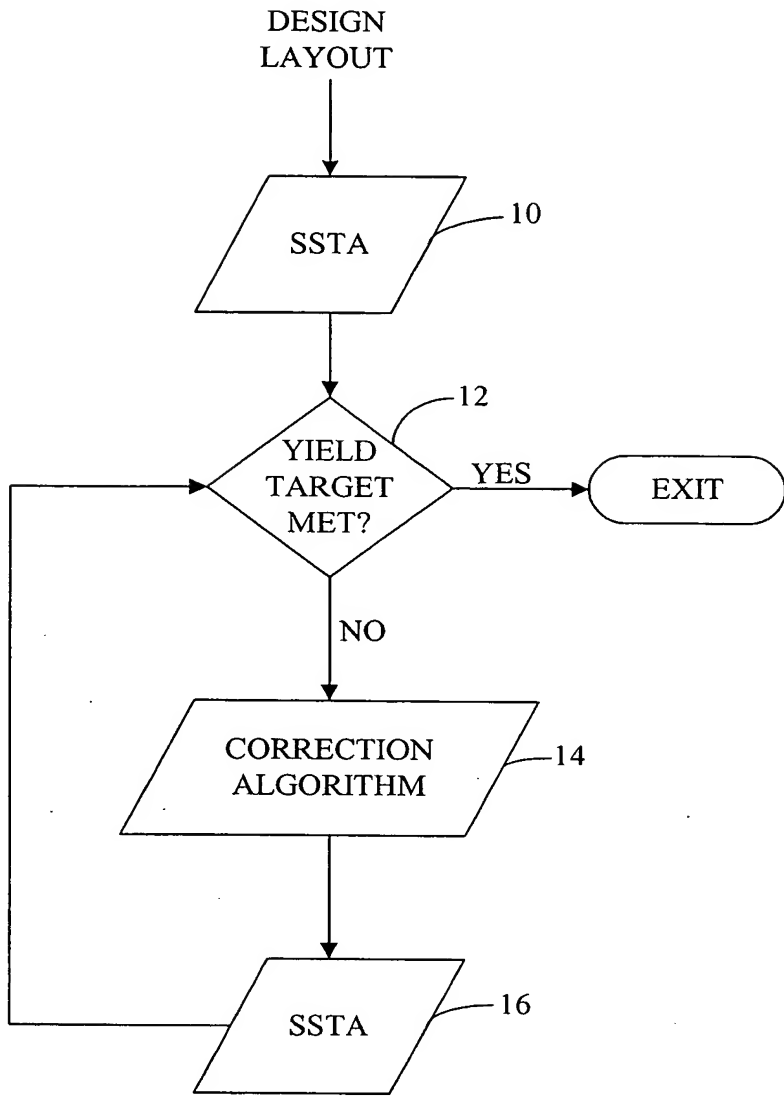 DESIGN
LAYOUT
SSTA
10
12
YIELD
TARGET
MET?
YES
EXIT
NO
CORRECTION
ALGORITHM
14
SSTA
16